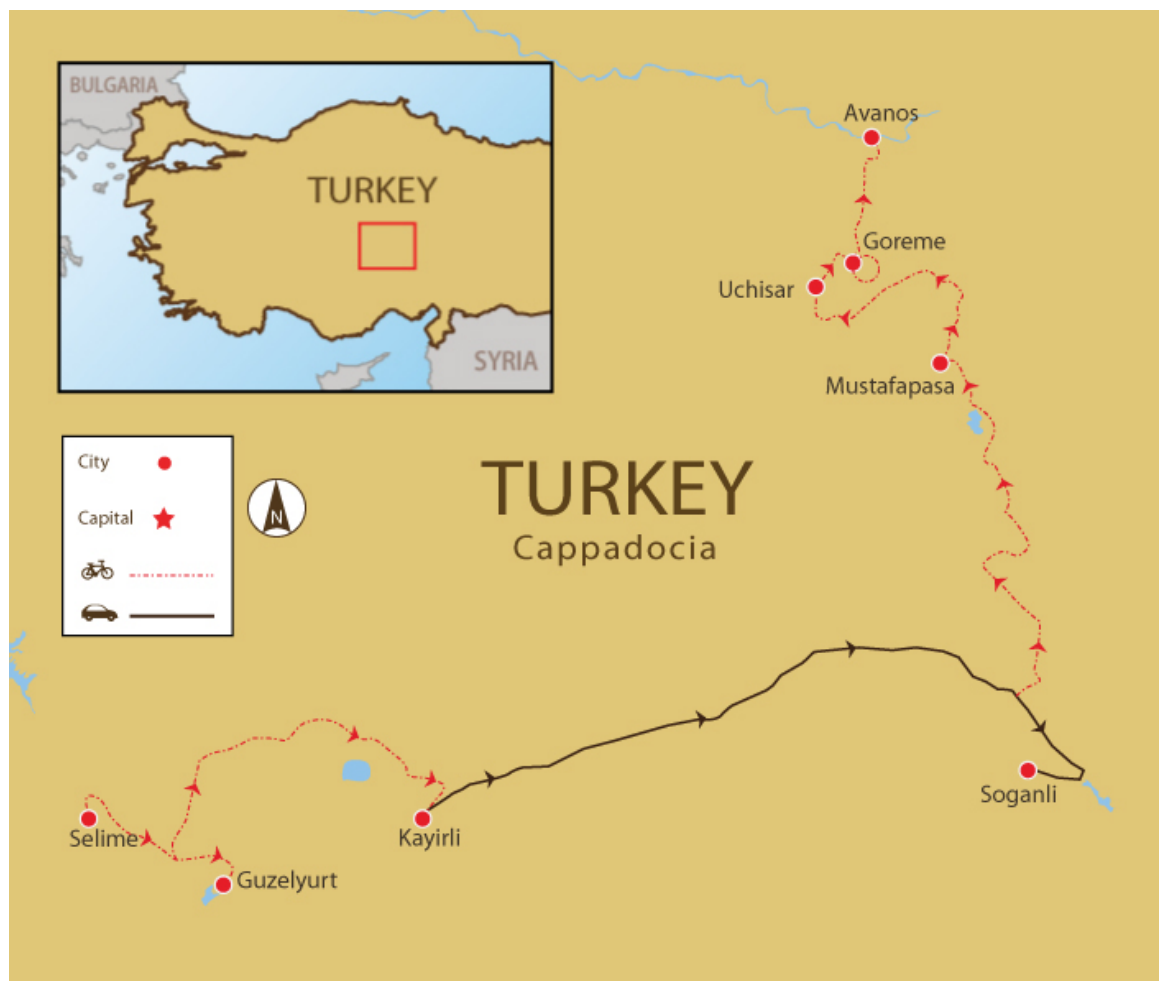 BULGARIA
TURKEY
SYRIA
City
Capital
N
TURKEY
Cappadocia
Avanos
Goreme
Uchisar
Mustafapasa
Soganli
Selime
Kayirli
Guzelyurt